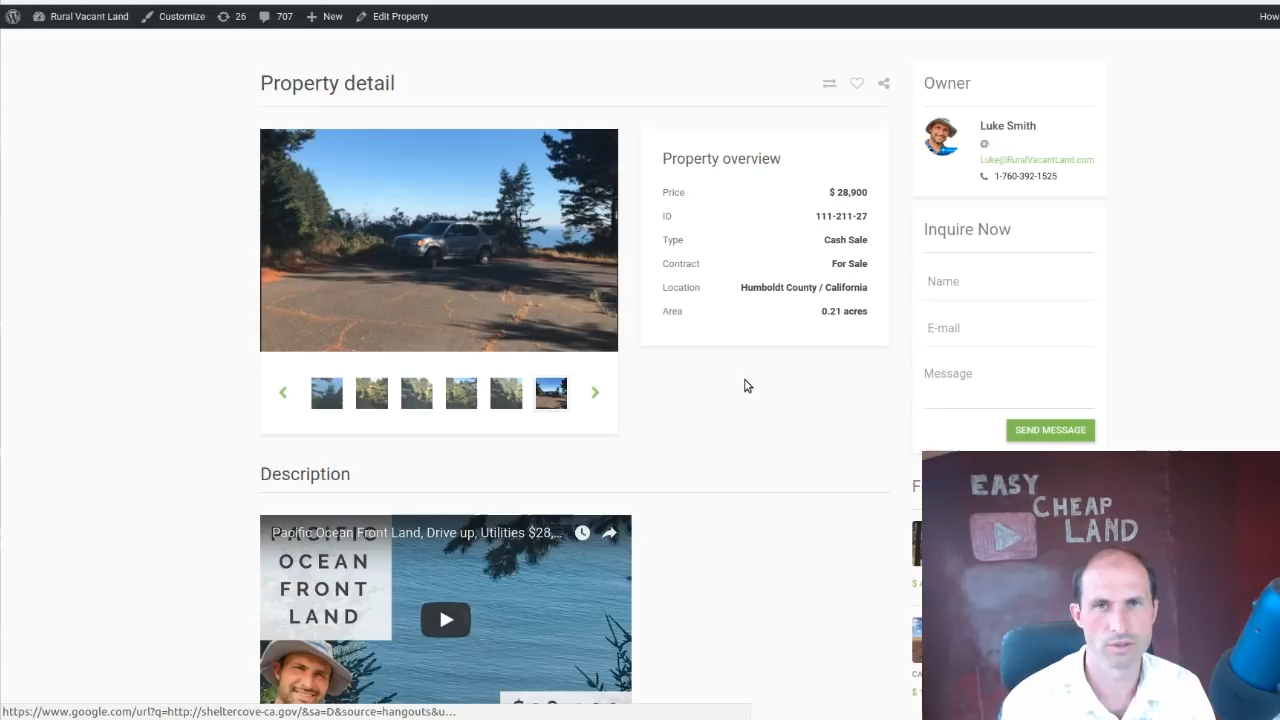 Rural Vacant Land
Customize
26
707
New
Edit Property
How
Property detail
Property overview
Price $ 28,900
ID 111-211-27
Type Cash Sale
Contract For Sale
Location Humboldt County / California
Area 0.21 acres
Owner
Luke Smith
@
Luke@RuralVacantLand.com
1-760-392-1525
Inquire Now
Name
E-mail
Message
SEND MESSAGE
Description
Pacific Ocean Front Land, Drive up, Utilities $28,...
PACIFIC
OCEAN
FRONT
LAND
EASY
CHEAP
LAND
https://www.google.com/url?q=http://sheltercove-ca.gov/&sa=D&source=hangouts&u...